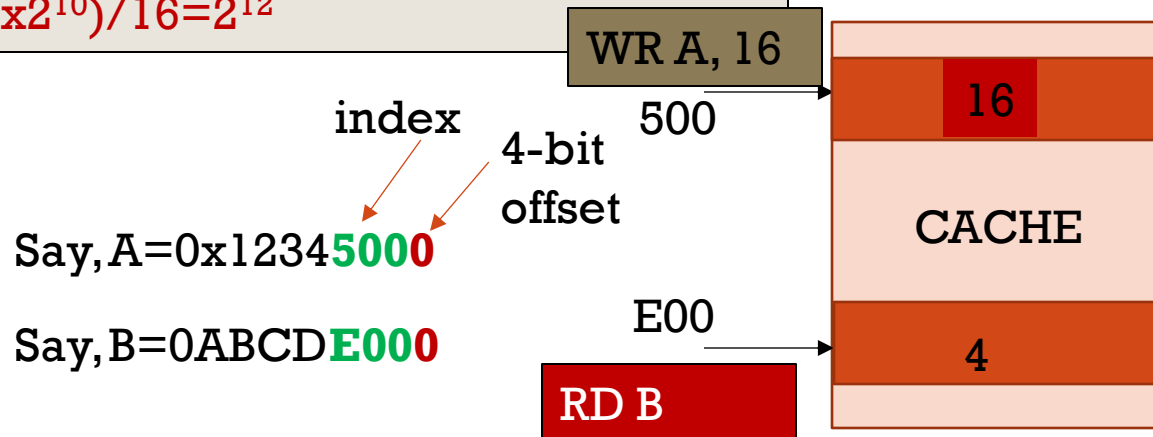 x2¹⁰)/16=2¹²
WR A, 16
index
500
16
4-bit
offset
CACHE
Say, A=0x12345000
E00
Say, B=0ABCDE000
4
RD B